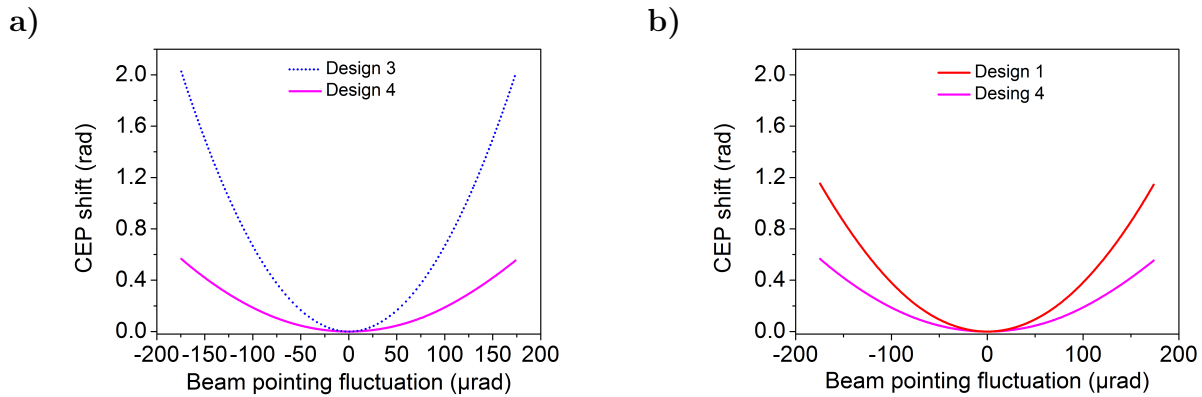 a)
CEP shift (rad)
2.0
1.6
1.2
0.8
0.4
0.0
Design 3
Design 4
-200 -150 -100 -50 0 50 100 150 200
Beam pointing fluctuation (µrad)
b)
CEP shift (rad)
2.0
1.6
1.2
0.8
0.4
0.0
Design 1
Desing 4
-200 -100 0 100 200
Beam pointing fluctuation (µrad)